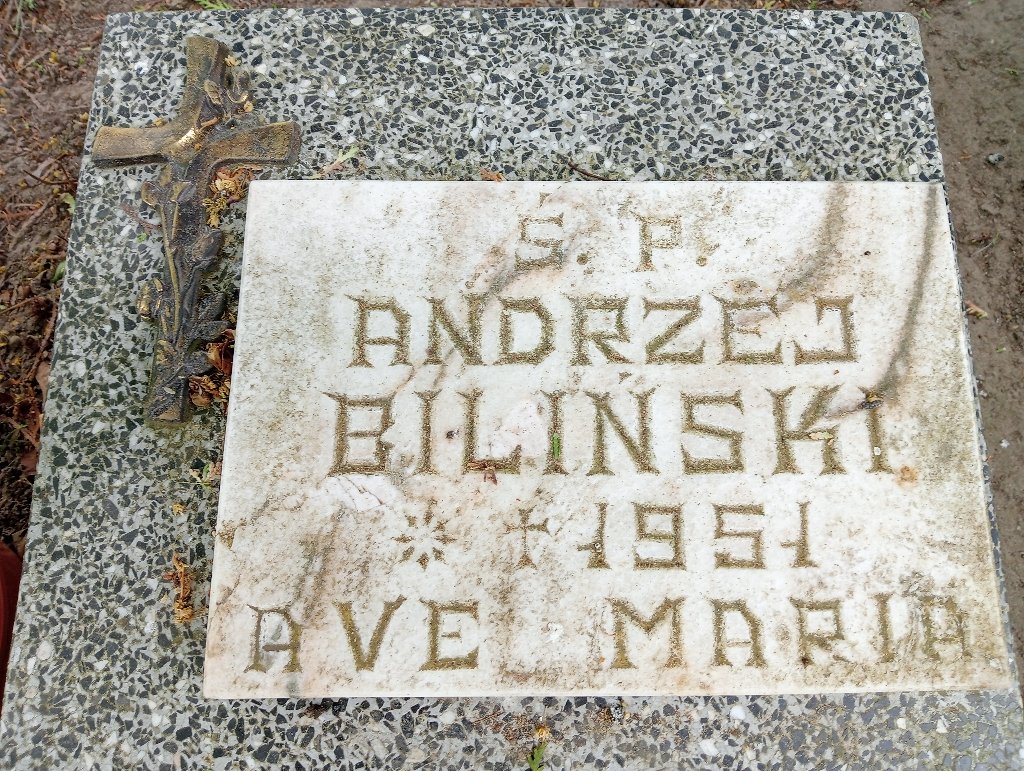 Ś. P.
ANDRZEJ
BILIŃSKI
* + 1951
AVE MARIA